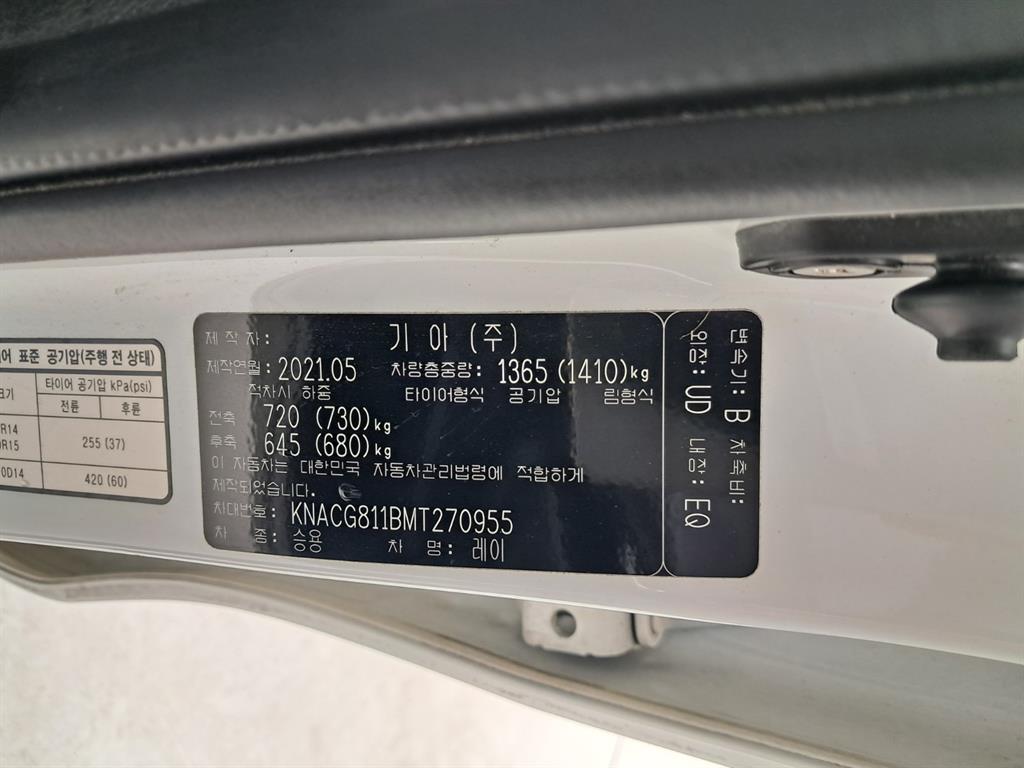 어 표준 공기압(주행 전 상태)
크기 타이어 공기압 kPa(psi)
전륜 후륜
R14
0R15
255 (37)
0D14 420 (60)
제 작 자: 기 아 (주)
제작연월: 2021.05 차량총중량: 1365 (1410)kg
적차시 하중 타이어형식 공기압 림형식
전축 720 (730)kg
후축 645 (680)kg
이 자동차는 대한민국 자동차관리법령에 적합하게
제작되었습니다.
차대번호: KNACG811BMT270955
차 종: 승용 차 명: 레이
변속기: B 차축비:
외장: UD 내장: EQ